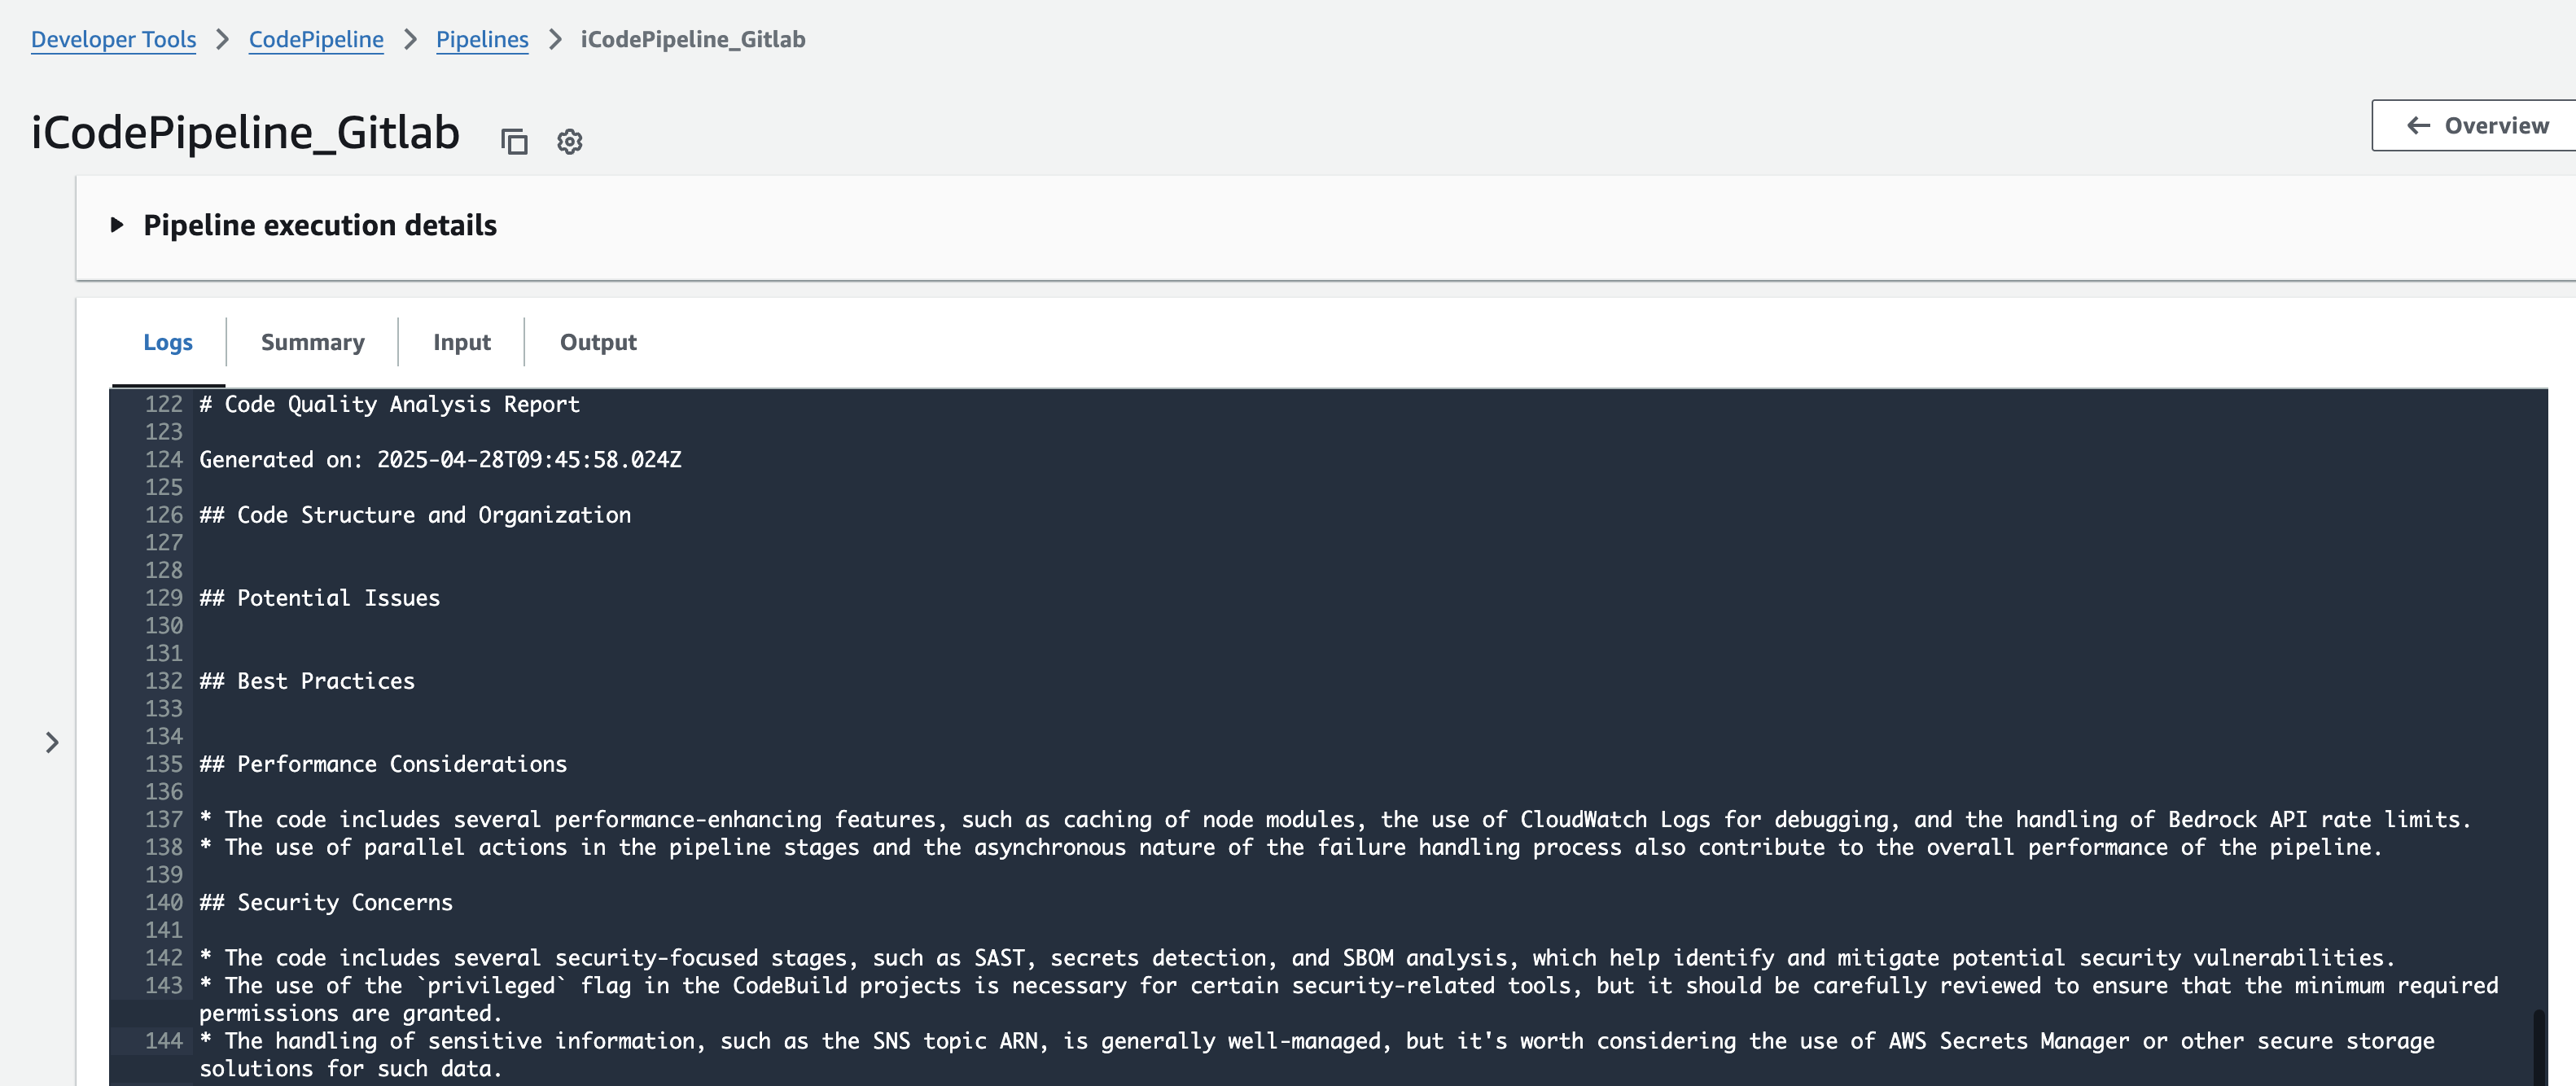 Developer Tools > CodePipeline > Pipelines > iCodePipeline_Gitlab
iCodePipeline_Gitlab
Overview
Pipeline execution details
Logs
Summary
Input
Output
122 # Code Quality Analysis Report
123
124 Generated on: 2025-04-28T09:45:58.024Z
125
126 ## Code Structure and Organization
127
128
129 ## Potential Issues
130
131
132 ## Best Practices
133
134
135 ## Performance Considerations
136
137 * The code includes several performance-enhancing features, such as caching of node modules, the use of CloudWatch Logs for debugging, and the handling of Bedrock API rate limits.
138 * The use of parallel actions in the pipeline stages and the asynchronous nature of the failure handling process also contribute to the overall performance of the pipeline.
139
140 ## Security Concerns
141
142 * The code includes several security-focused stages, such as SAST, secrets detection, and SBOM analysis, which help identify and mitigate potential security vulnerabilities.
143 * The use of the `privileged` flag in the CodeBuild projects is necessary for certain security-related tools, but it should be carefully reviewed to ensure that the minimum required
permissions are granted.
144 * The handling of sensitive information, such as the SNS topic ARN, is generally well-managed, but it's worth considering the use of AWS Secrets Manager or other secure storage
solutions for such data.